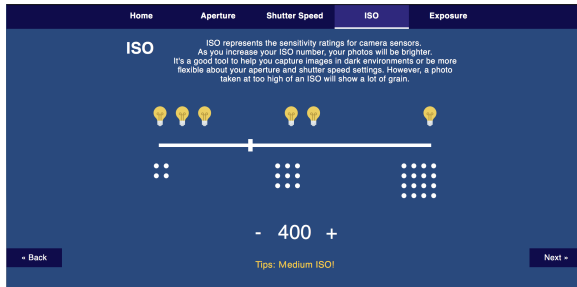 Home Aperture Shutter Speed ISO Exposure
ISO
ISO represents the sensitivity ratings for camera sensors.
As you increase your ISO number, your photos will be brighter.
It's a good tool to help you capture images in dark environments or be more
flexible about your aperture and shutter speed settings. However, a photo
taken at too high of an ISO will show a lot of grain.
- 400 +
« Back
Next »
Tips: Medium ISO!